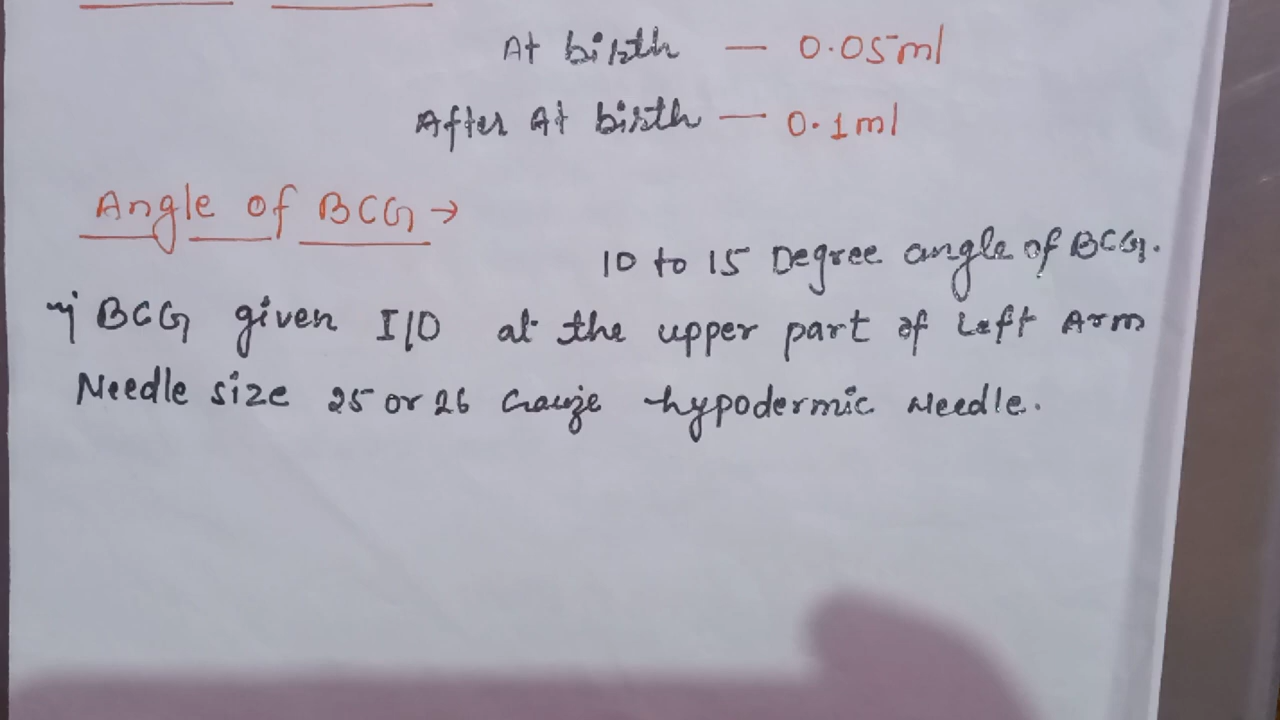 At birth — 0.05ml
After At birth — 0.1ml
Angle of BCG →
10 to 15 Degree angle of BCG.
BCG given I/D at the upper part of Left Arm
Needle size 25 or 26 Gauze hypodermic Needle.